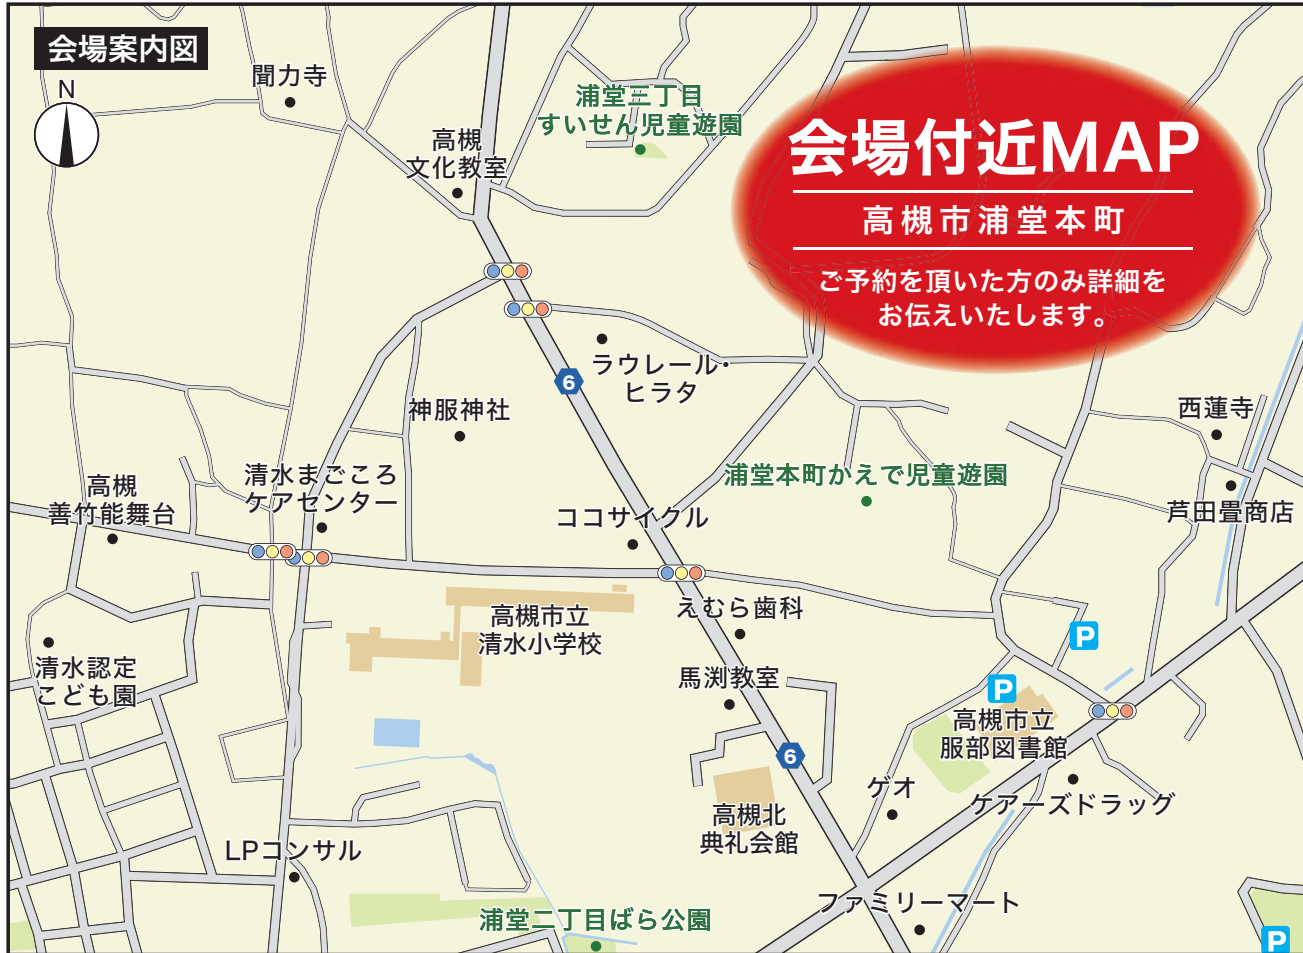 会場案内図
N
聞力寺
浦堂三丁目
すいせん児童遊園
高槻
文化教室
会場付近MAP
高槻市浦堂本町
ご予約を頂いた方のみ詳細を
お伝えいたします。
ラウレール・
ヒラタ
6
神服神社
西蓮寺
清水まごころ
ケアセンター
浦堂本町かえで児童遊園
高槻
善竹能舞台
芦田畳商店
ココサイクル
えむら歯科
高槻市立
清水小学校
P
清水認定
こども園
馬渕教室
P
高槻市立
服部図書館
6
ゲオ
ケアーズドラッグ
高槻北
典礼会館
LPコンサル
ファミリーマート
浦堂二丁目ばら公園
P